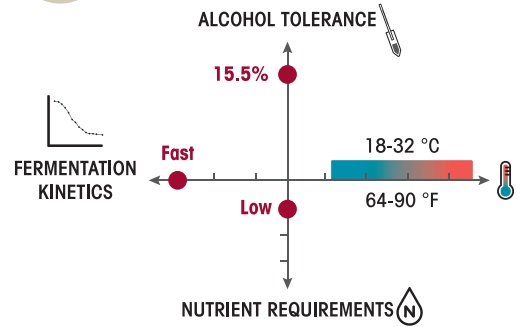 ALCOHOL TOLERANCE
15.5%
18-32 °C
Fast
FERMENTATION
KINETICS
64-90 °F
Low
NUTRIENT REQUIREMENTS
N